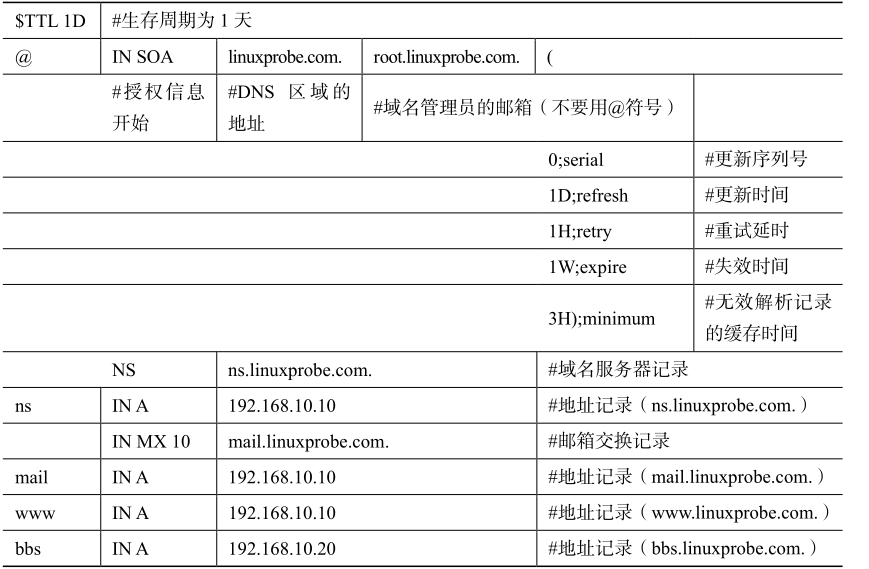 $TTL 1D #生存周期为 1 天
@ IN SOA linuxprobe.com. root.linuxprobe.com. (
#授权信息开始 #DNS 区域的地址 #域名管理员的邮箱（不要用@符号）
0;serial #更新序列号
1D;refresh #更新时间
1H;retry #重试延时
1W;expire #失效时间
3H);minimum #无效解析记录的缓存时间
NS ns.linuxprobe.com. #域名服务器记录
ns IN A 192.168.10.10 #地址记录（ns.linuxprobe.com.）
IN MX 10 mail.linuxprobe.com. #邮箱交换记录
mail IN A 192.168.10.10 #地址记录（mail.linuxprobe.com.）
www IN A 192.168.10.10 #地址记录（www.linuxprobe.com.）
bbs IN A 192.168.10.20 #地址记录（bbs.linuxprobe.com.）